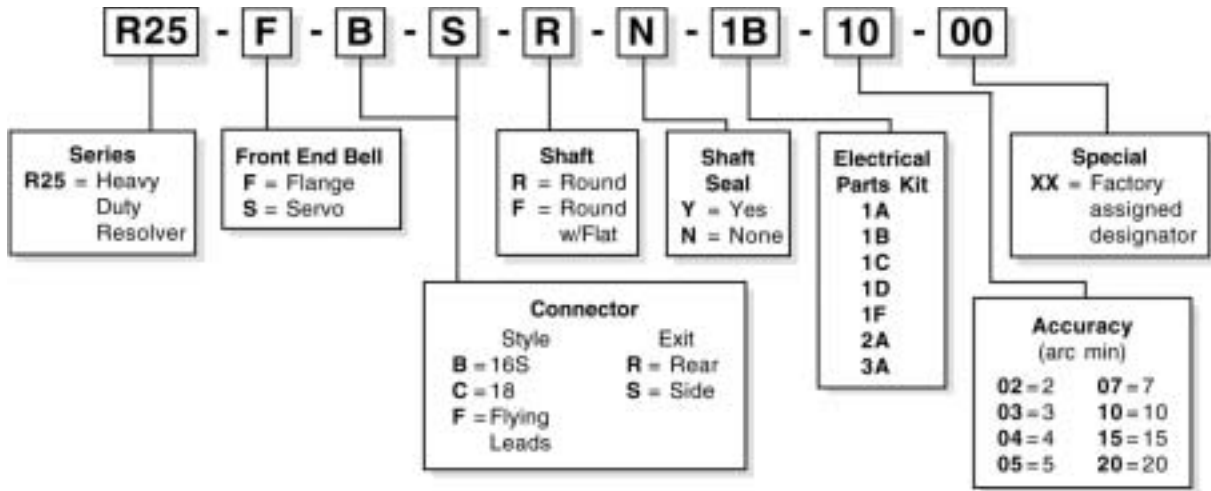 R25 - F - B - S - R - N - 1B - 10 - 00
Series
R25 = Heavy
Duty
Resolver
Front End Bell
F = Flange
S = Servo
Shaft
R = Round
F = Round
w/Flat
Shaft
Seal
Y = Yes
N = None
Electrical
Parts Kit
1A
1B
1C
1D
1F
2A
3A
Special
XX = Factory
assigned
designator
Connector
Style
B = 16S
C = 18
F = Flying
Leads
Exit
R = Rear
S = Side
Accuracy
(arc min)
02 = 2 07 = 7
03 = 3 10 = 10
04 = 4 15 = 15
05 = 5 20 = 20